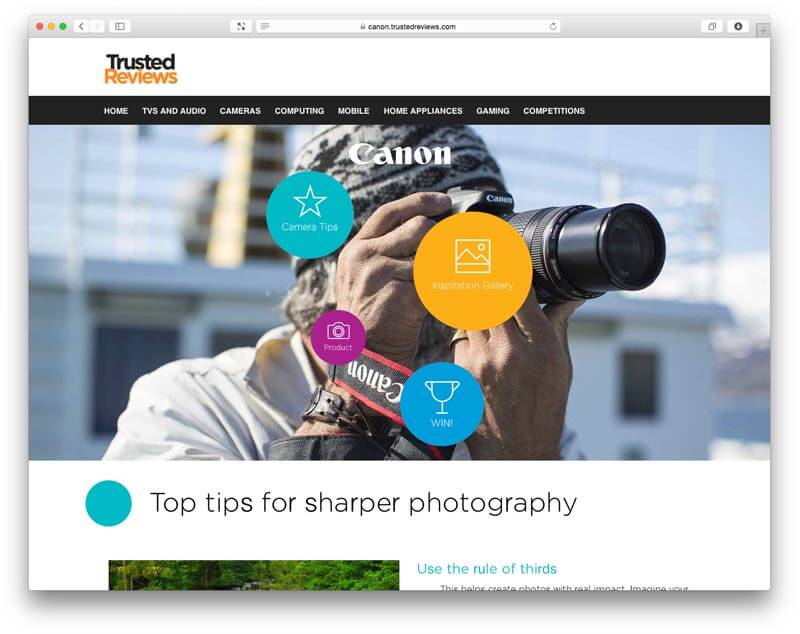 canon.trustedreviews.com
Trusted
Reviews
HOME TVS AND AUDIO CAMERAS COMPUTING MOBILE HOME APPLIANCES GAMING COMPETITIONS
Canon
Canon
Camera Tips
Inspiration Gallery
Product
Canon
WIN!
Top tips for sharper photography
Use the rule of thirds
This helps create photos with real impact. Imagine your